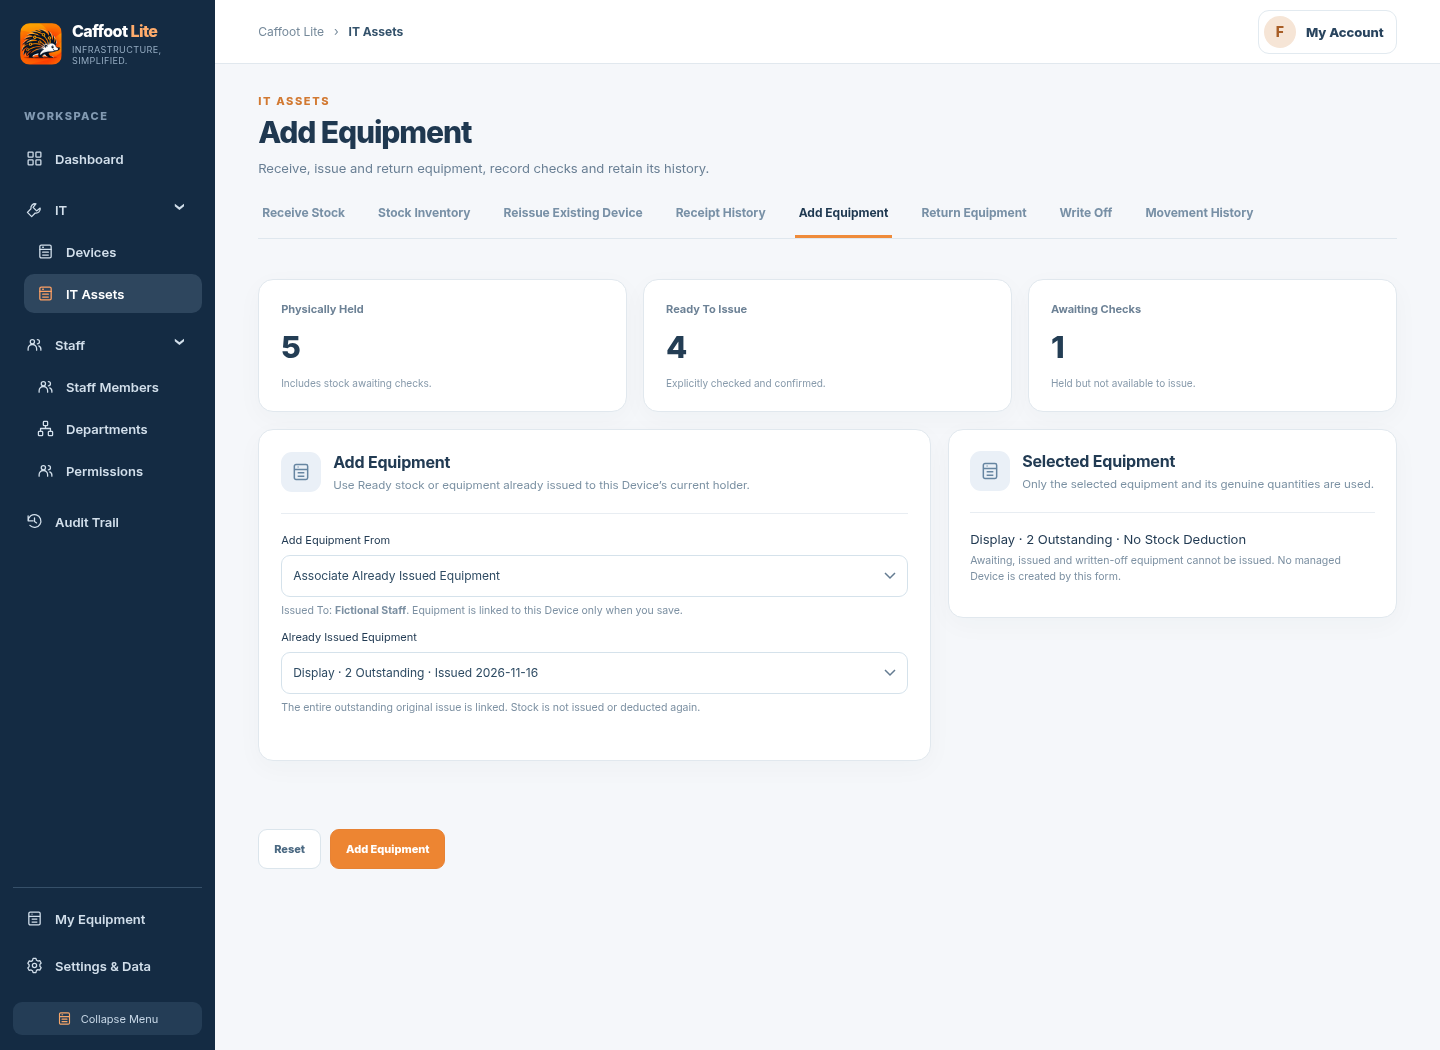 Caffoot Lite
INFRASTRUCTURE,
SIMPLIFIED.
WORKSPACE
Dashboard
IT
Devices
IT Assets
Staff
Staff Members
Departments
Permissions
Audit Trail
My Equipment
Settings & Data
Collapse Menu
Caffoot Lite › IT Assets
F My Account
IT ASSETS
Add Equipment
Receive, issue and return equipment, record checks and retain its history.
Receive Stock Stock Inventory Reissue Existing Device Receipt History Add Equipment Return Equipment Write Off Movement History
Physically Held
5
Includes stock awaiting checks.
Ready To Issue
4
Explicitly checked and confirmed.
Awaiting Checks
1
Held but not available to issue.
Add Equipment
Use Ready stock or equipment already issued to this Device’s current holder.
Add Equipment From
Associate Already Issued Equipment
Issued To: Fictional Staff. Equipment is linked to this Device only when you save.
Already Issued Equipment
Display · 2 Outstanding · Issued 2026-11-16
The entire outstanding original issue is linked. Stock is not issued or deducted again.
Selected Equipment
Only the selected equipment and its genuine quantities are used.
Display · 2 Outstanding · No Stock Deduction
Awaiting, issued and written-off equipment cannot be issued. No managed
Device is created by this form.
Reset
Add Equipment